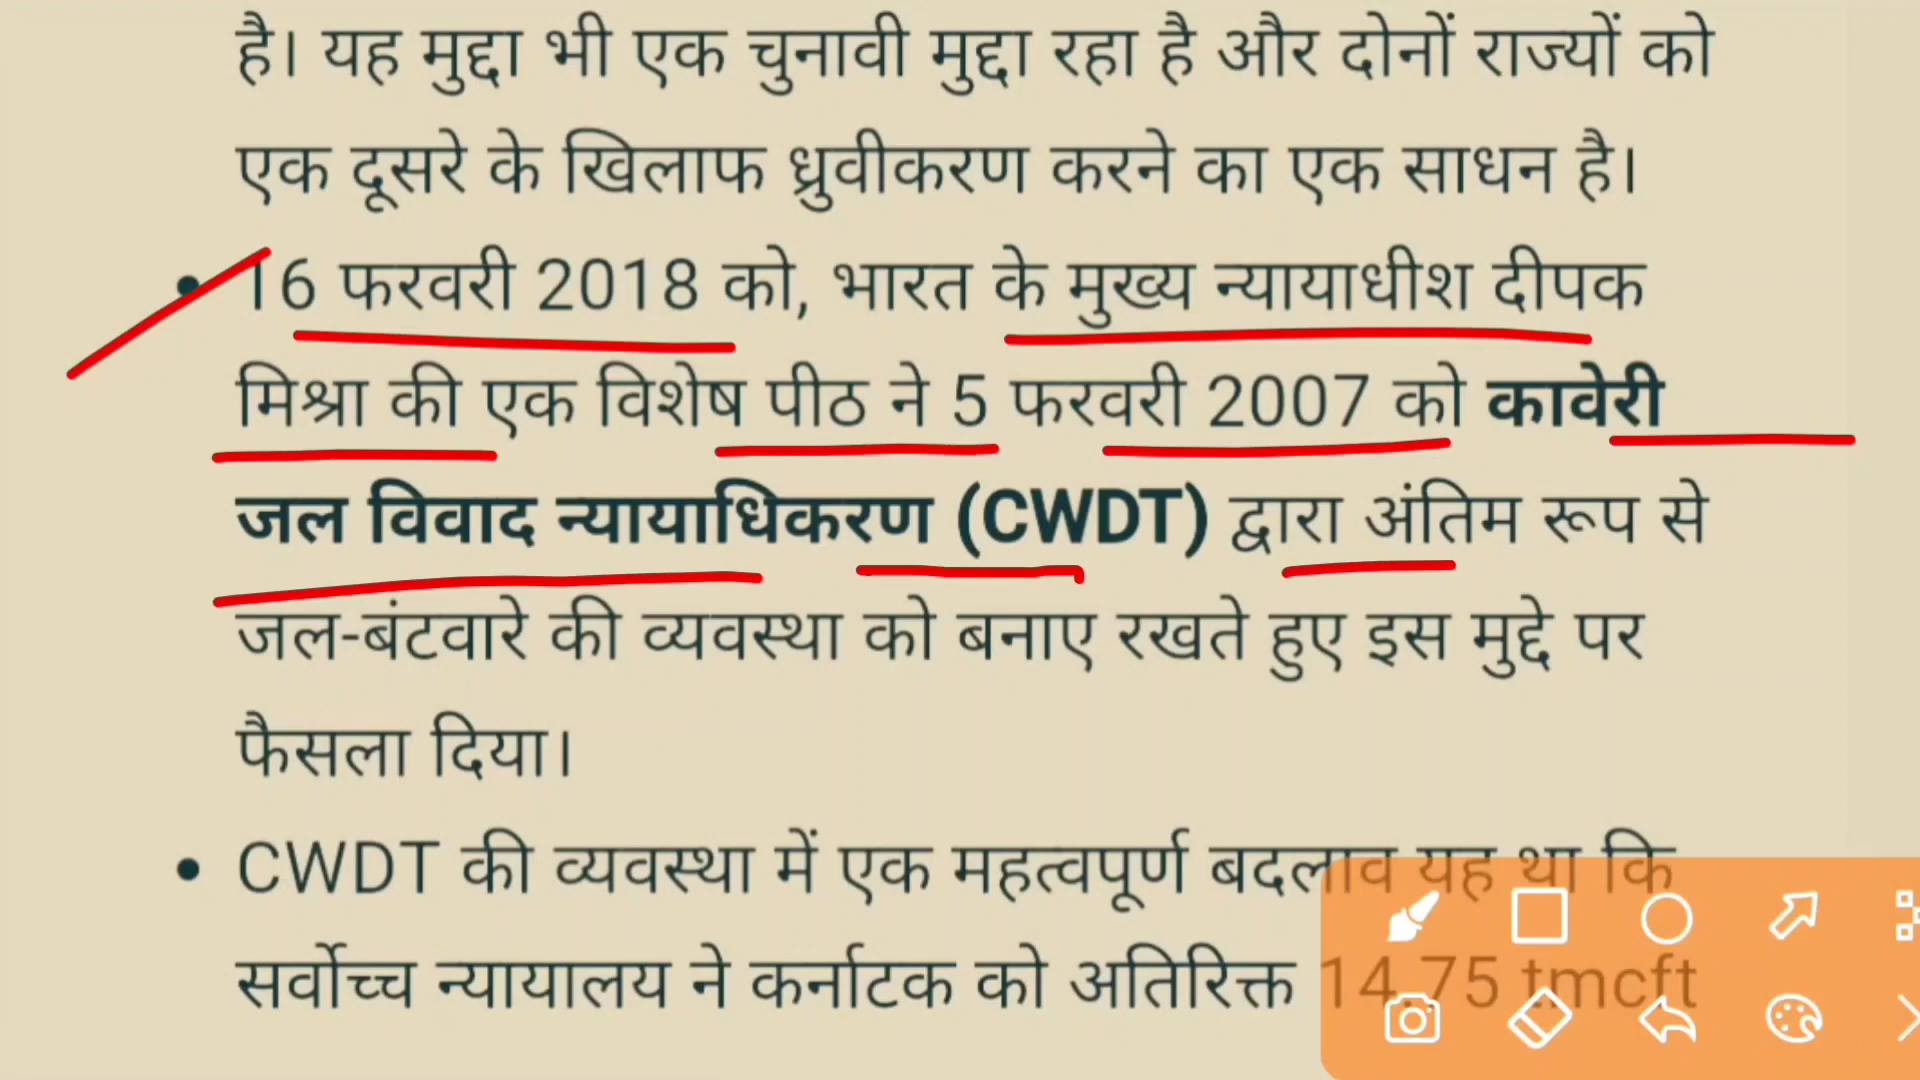 है। यह मुद्दा भी एक चुनावी मुद्दा रहा है और दोनों राज्यों को
एक दूसरे के खिलाफ ध्रुवीकरण करने का एक साधन है।
• 16 फरवरी 2018 को, भारत के मुख्य न्यायाधीश दीपक
मिश्रा की एक विशेष पीठ ने 5 फरवरी 2007 को कावेरी
जल विवाद न्यायाधिकरण (CWDT) द्वारा अंतिम रूप से
जल-बंटवारे की व्यवस्था को बनाए रखते हुए इस मुद्दे पर
फैसला दिया।
• CWDT की व्यवस्था में एक महत्वपूर्ण बदलाव यह था कि
सर्वोच्च न्यायालय ने कर्नाटक को अतिरिक्त 14.75 tmcft